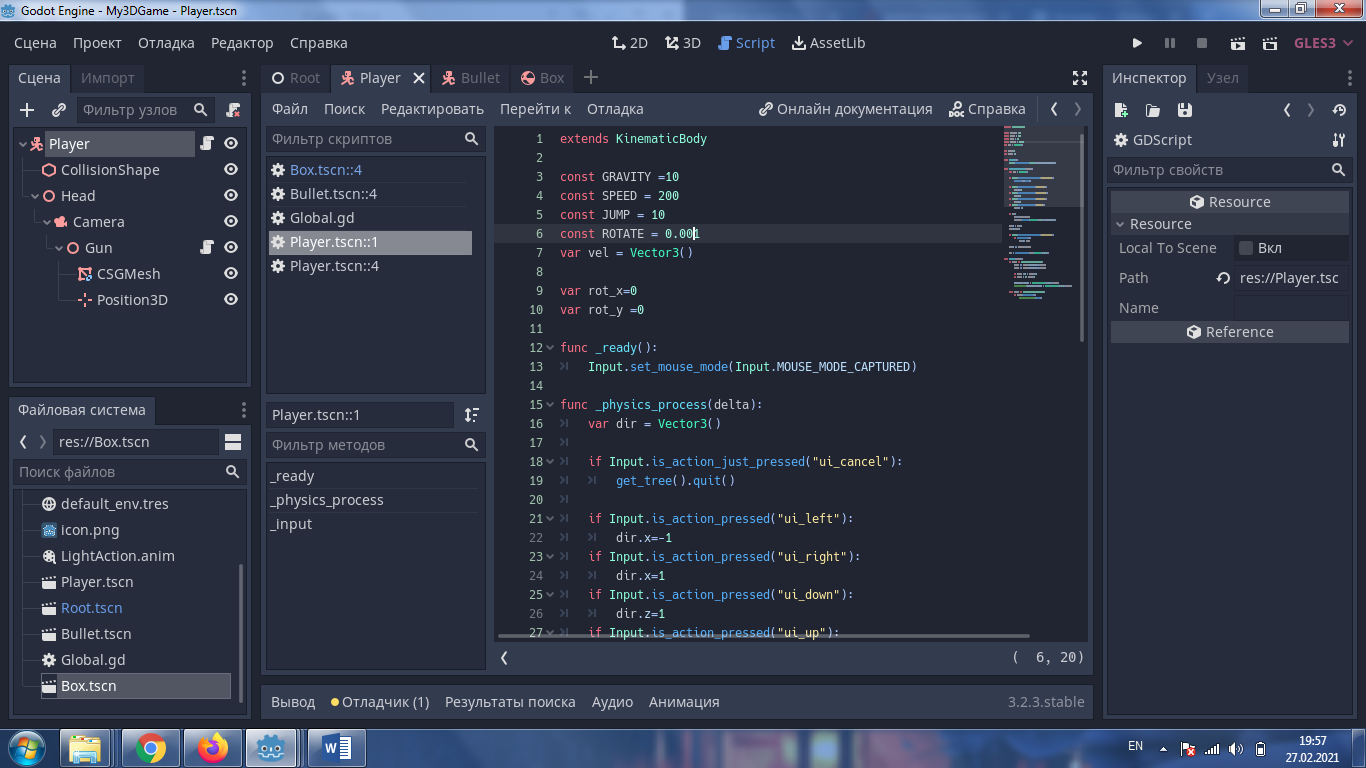 Godot Engine - My3DGame - Player.tscn
Сцена Проект Отладка Редактор Справка 2D 3D Script AssetLib GLES3
Сцена Импорт
Фильтр узлов
Player
CollisionShape
Head
Camera
Gun
CSGMesh
Position3D
Файловая система
res://Box.tscn
Поиск файлов
default_env.tres
icon.png
LightAction.anim
Player.tscn
Root.tscn
Bullet.tscn
Global.gd
Box.tscn
Root Player Bullet Box
Файл Поиск Редактировать Перейти к Отладка Онлайн документация Справка
Фильтр скриптов
Box.tscn::4
Bullet.tscn::4
Global.gd
Player.tscn::1
Player.tscn::4
Player.tscn::1
Фильтр методов
_ready
_physics_process
_input
1 extends KinematicBody
2
3 const GRAVITY =10
4 const SPEED = 200
5 const JUMP = 10
6 const ROTATE = 0.001
7 var vel = Vector3()
8
9 var rot_x=0
10 var rot_y =0
11
12 func _ready():
13 Input.set_mouse_mode(Input.MOUSE_MODE_CAPTURED)
14
15 func _physics_process(delta):
16 var dir = Vector3()
17
18 if Input.is_action_just_pressed("ui_cancel"):
19 get_tree().quit()
20
21 if Input.is_action_pressed("ui_left"):
22 dir.x=-1
23 if Input.is_action_pressed("ui_right"):
24 dir.x=1
25 if Input.is_action_pressed("ui_down"):
26 dir.z=1
27 if Input.is_action_pressed("ui_up"):
( 6, 20)
Вывод Отладчик (1) Результаты поиска Аудио Анимация 3.2.3.stable
Инспектор Узел
GDScript
Фильтр свойств
Resource
Resource
Local To Scene Вкл
Path res://Player.tsc
Name
Reference
EN 19:57
27.02.2021